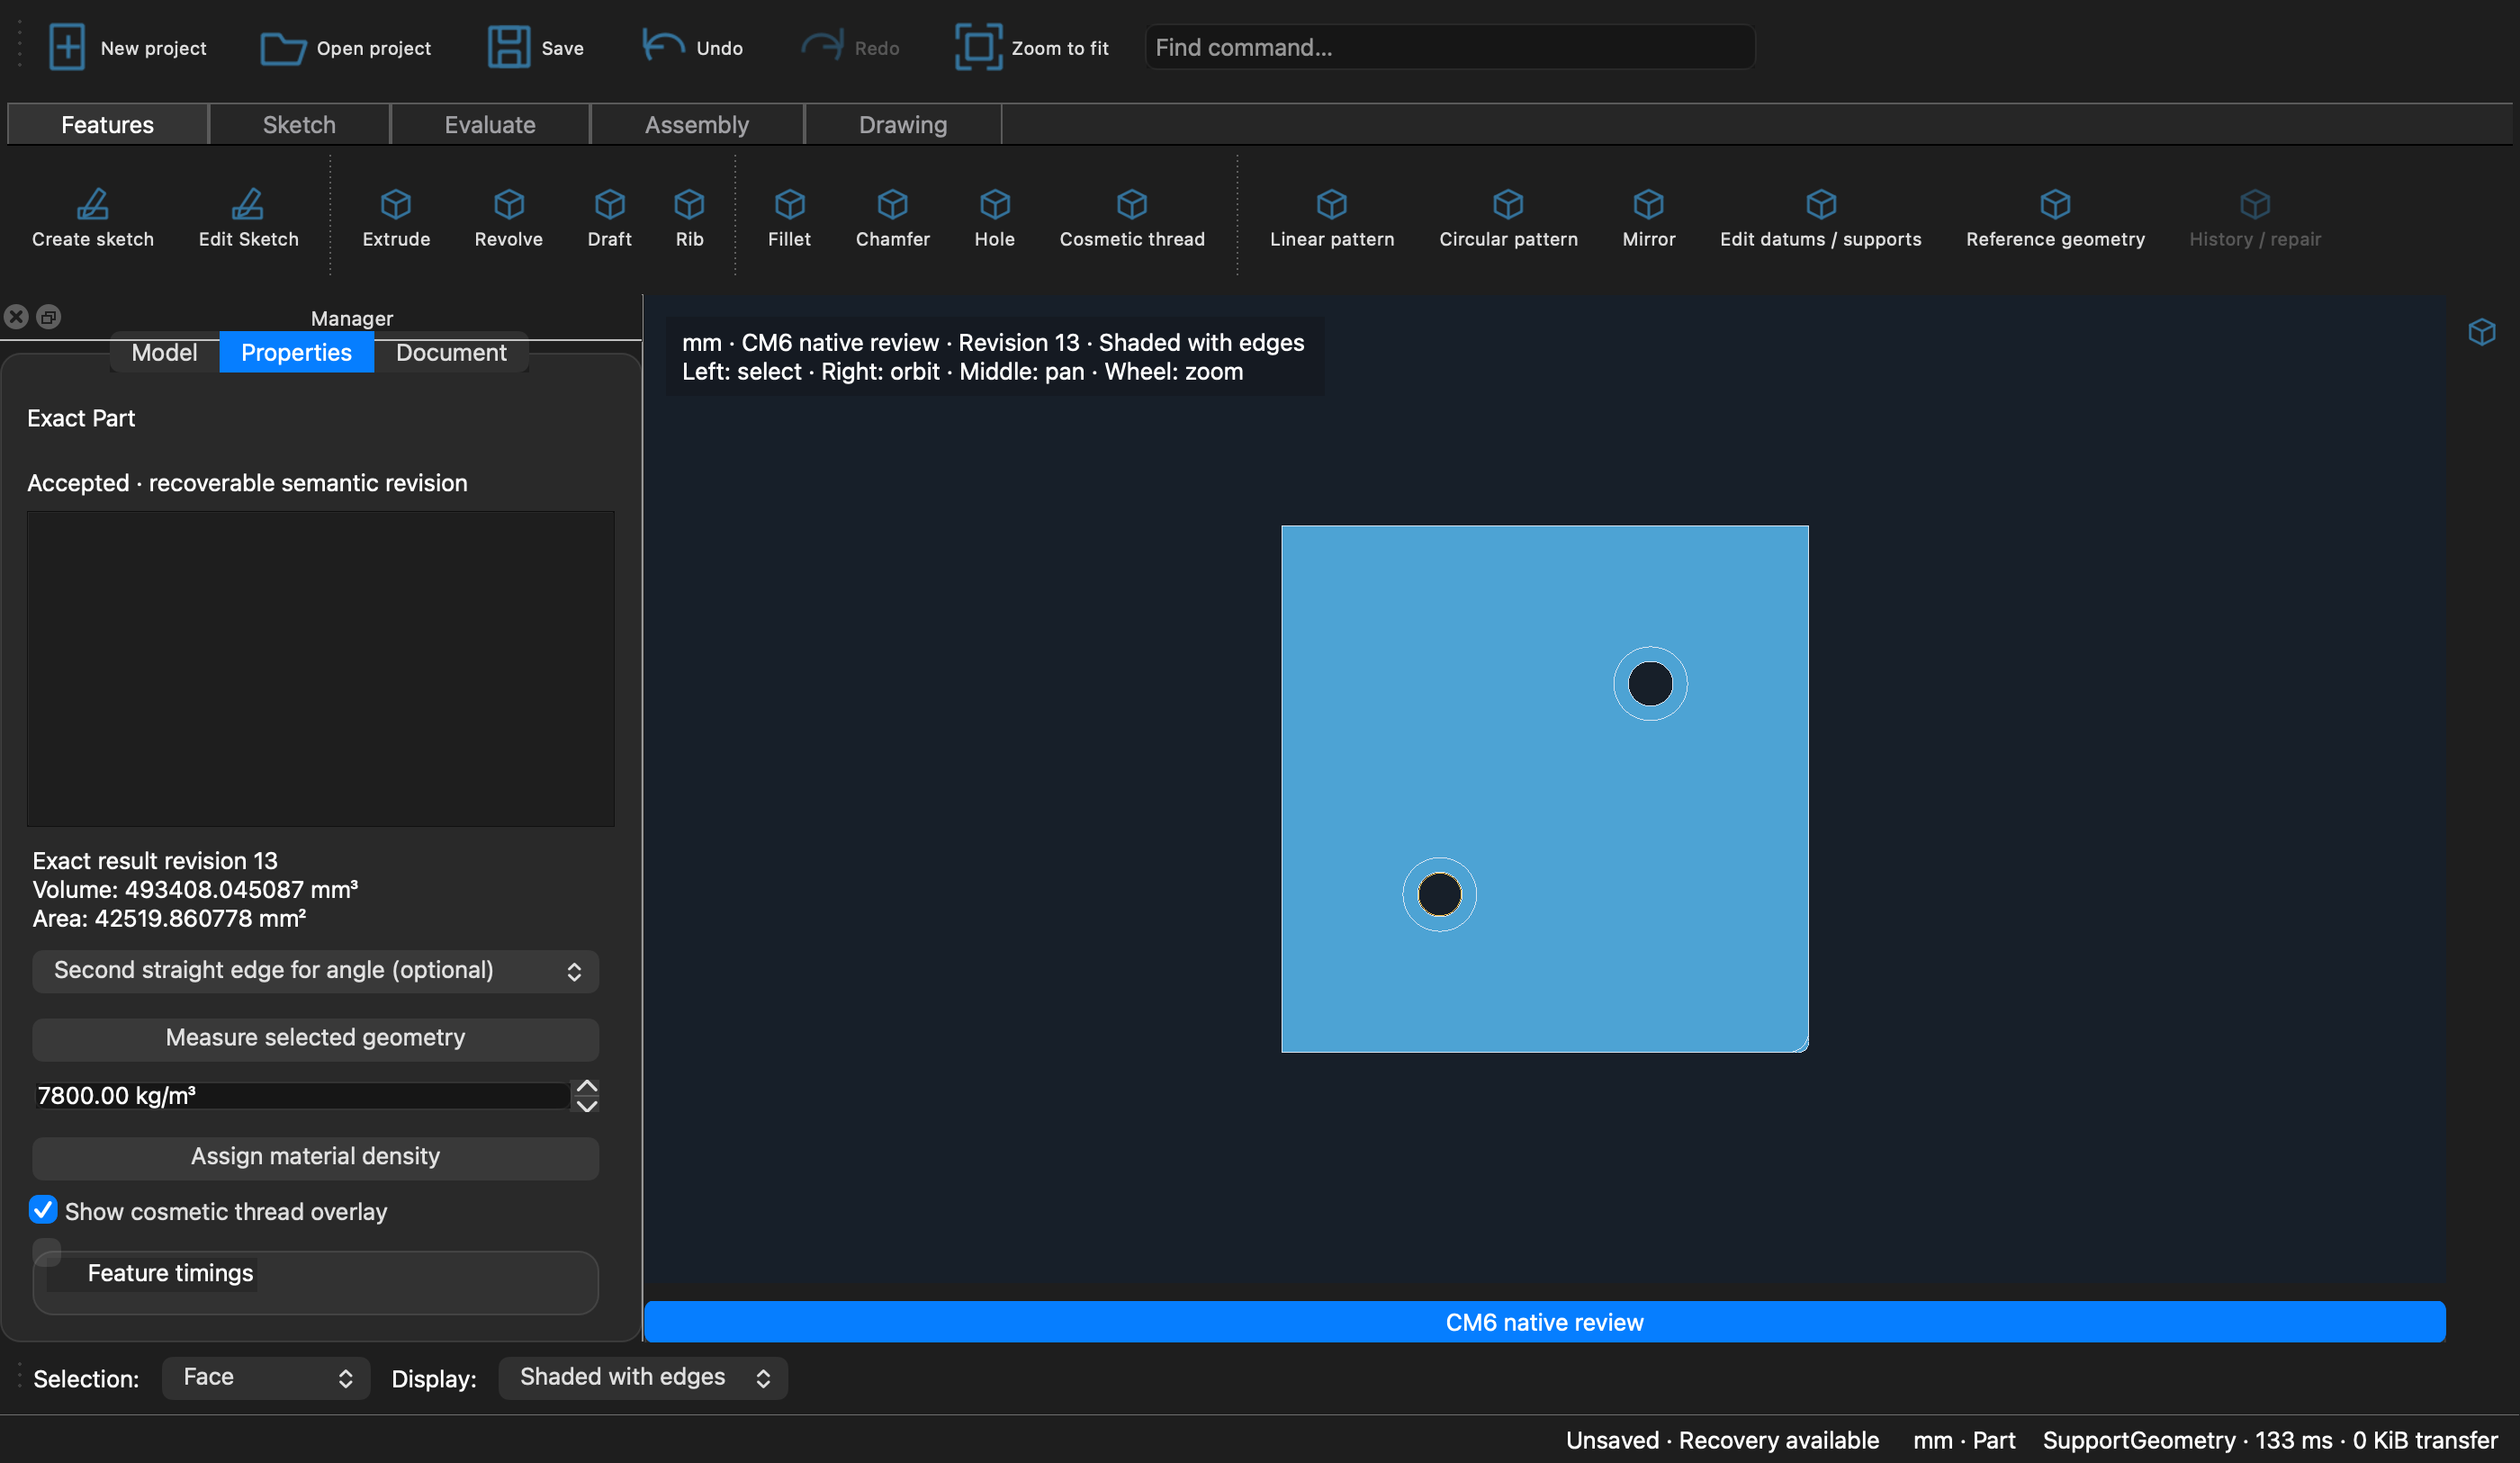 New project
Open project
Save
Undo
Redo
Zoom to fit
Find command...
Features
Sketch
Evaluate
Assembly
Drawing
Create sketch
Edit Sketch
Extrude
Revolve
Draft
Rib
Fillet
Chamfer
Hole
Cosmetic thread
Linear pattern
Circular pattern
Mirror
Edit datums / supports
Reference geometry
History / repair
Manager
Model
Properties
Document
Exact Part
Accepted · recoverable semantic revision
Exact result revision 13
Volume: 493408.045087 mm³
Area: 42519.860778 mm²
Second straight edge for angle (optional)
Measure selected geometry
7800.00 kg/m³
Assign material density
Show cosmetic thread overlay
Feature timings
mm · CM6 native review · Revision 13 · Shaded with edges
Left: select · Right: orbit · Middle: pan · Wheel: zoom
CM6 native review
Selection:
Face
Display:
Shaded with edges
Unsaved · Recovery available
mm · Part
SupportGeometry · 133 ms · 0 KiB transfer